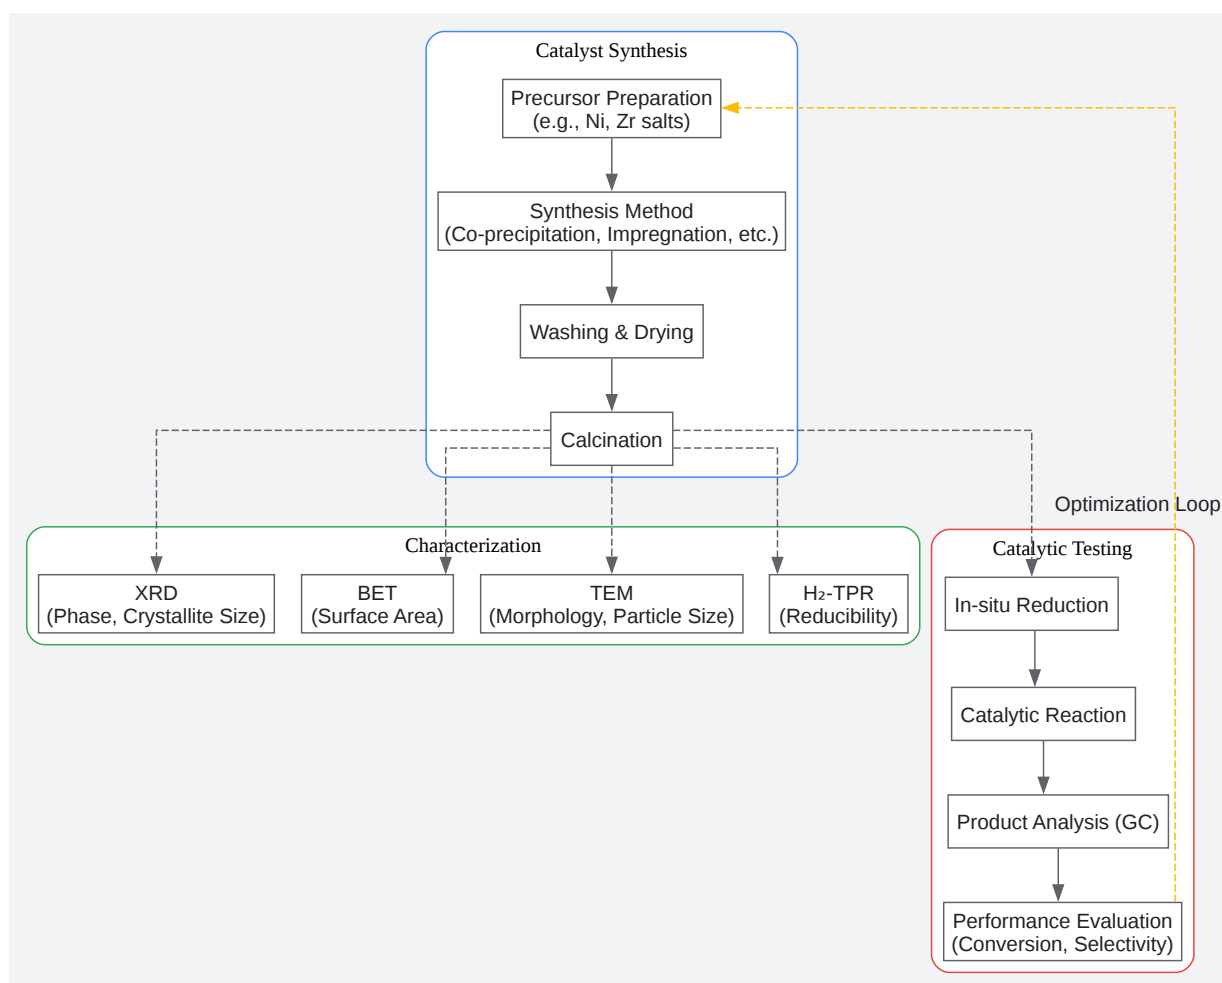 Catalyst Synthesis
Precursor Preparation
(e.g., Ni, Zr salts)
Synthesis Method
(Co-precipitation, Impregnation, etc.)
Washing & Drying
Calcination
Optimization Loop
Characterization
XRD
(Phase, Crystallite Size)
BET
(Surface Area)
TEM
(Morphology, Particle Size)
H₂-TPR
(Reducibility)
Catalytic Testing
In-situ Reduction
Catalytic Reaction
Product Analysis (GC)
Performance Evaluation
(Conversion, Selectivity)